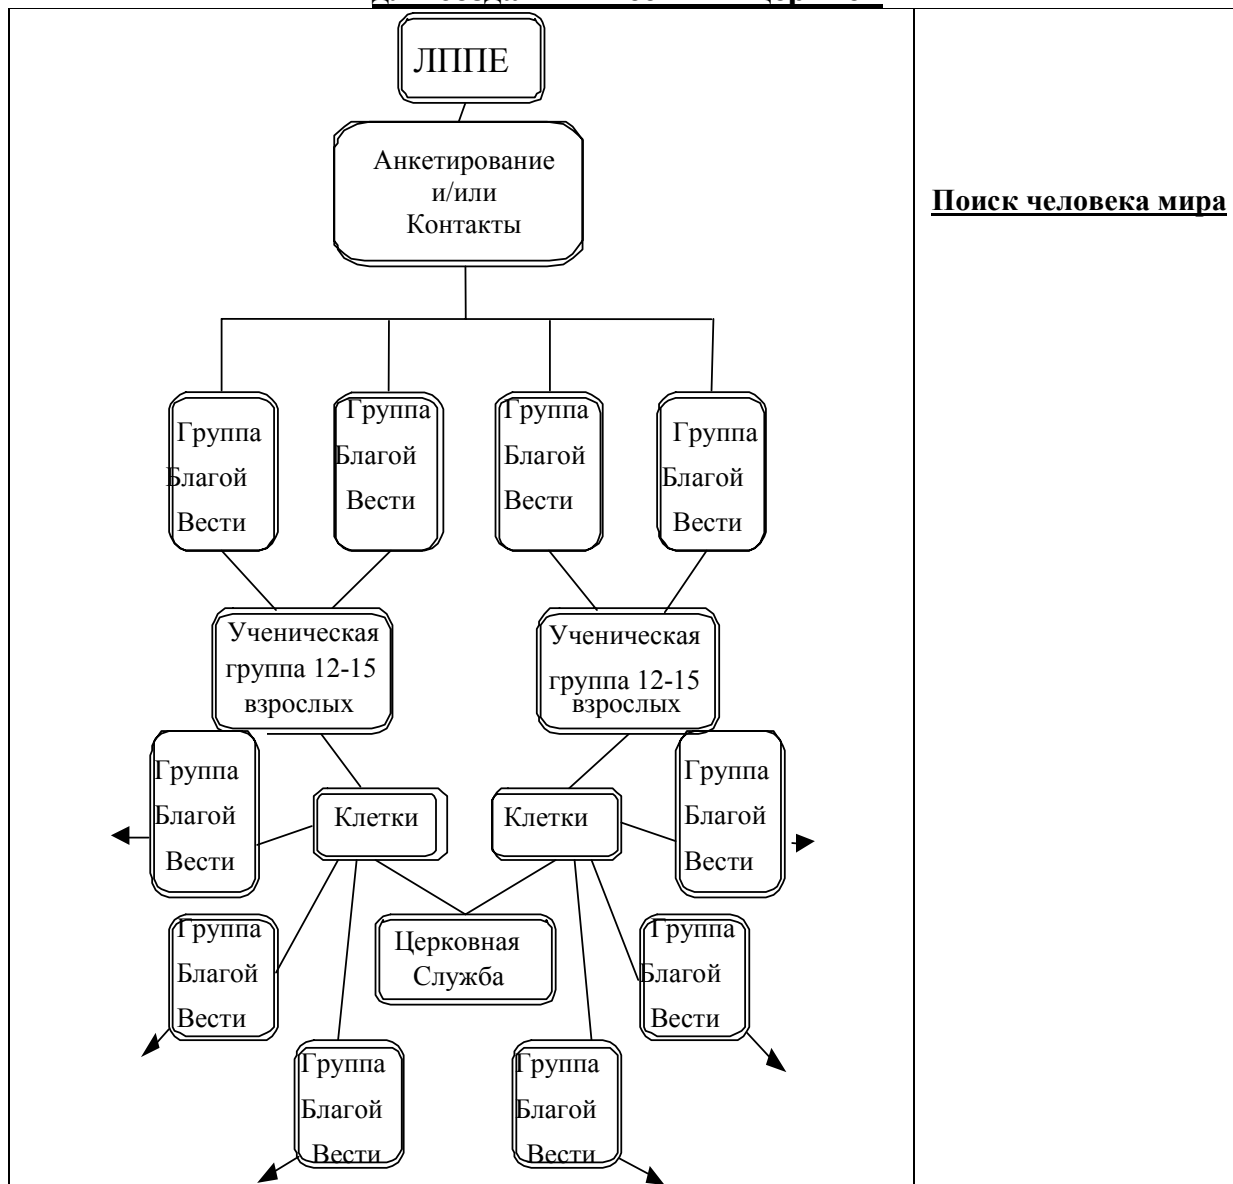 ЛППЕ
Анкетирование
и/или
Контакты
Поиск человека мира
Группа
Благой
Вести
Группа
Благой
Вести
Группа
Благой
Вести
Группа
Благой
Вести
Ученическая
группа 12-15
взрослых
Ученическая
группа 12-15
взрослых
Группа
Благой
Вести
Клетки
Клетки
Группа
Благой
Вести
Группа
Благой
Вести
Церковная
Служба
Группа
Благой
Вести
Группа
Благой
Вести
Группа
Благой
Вести